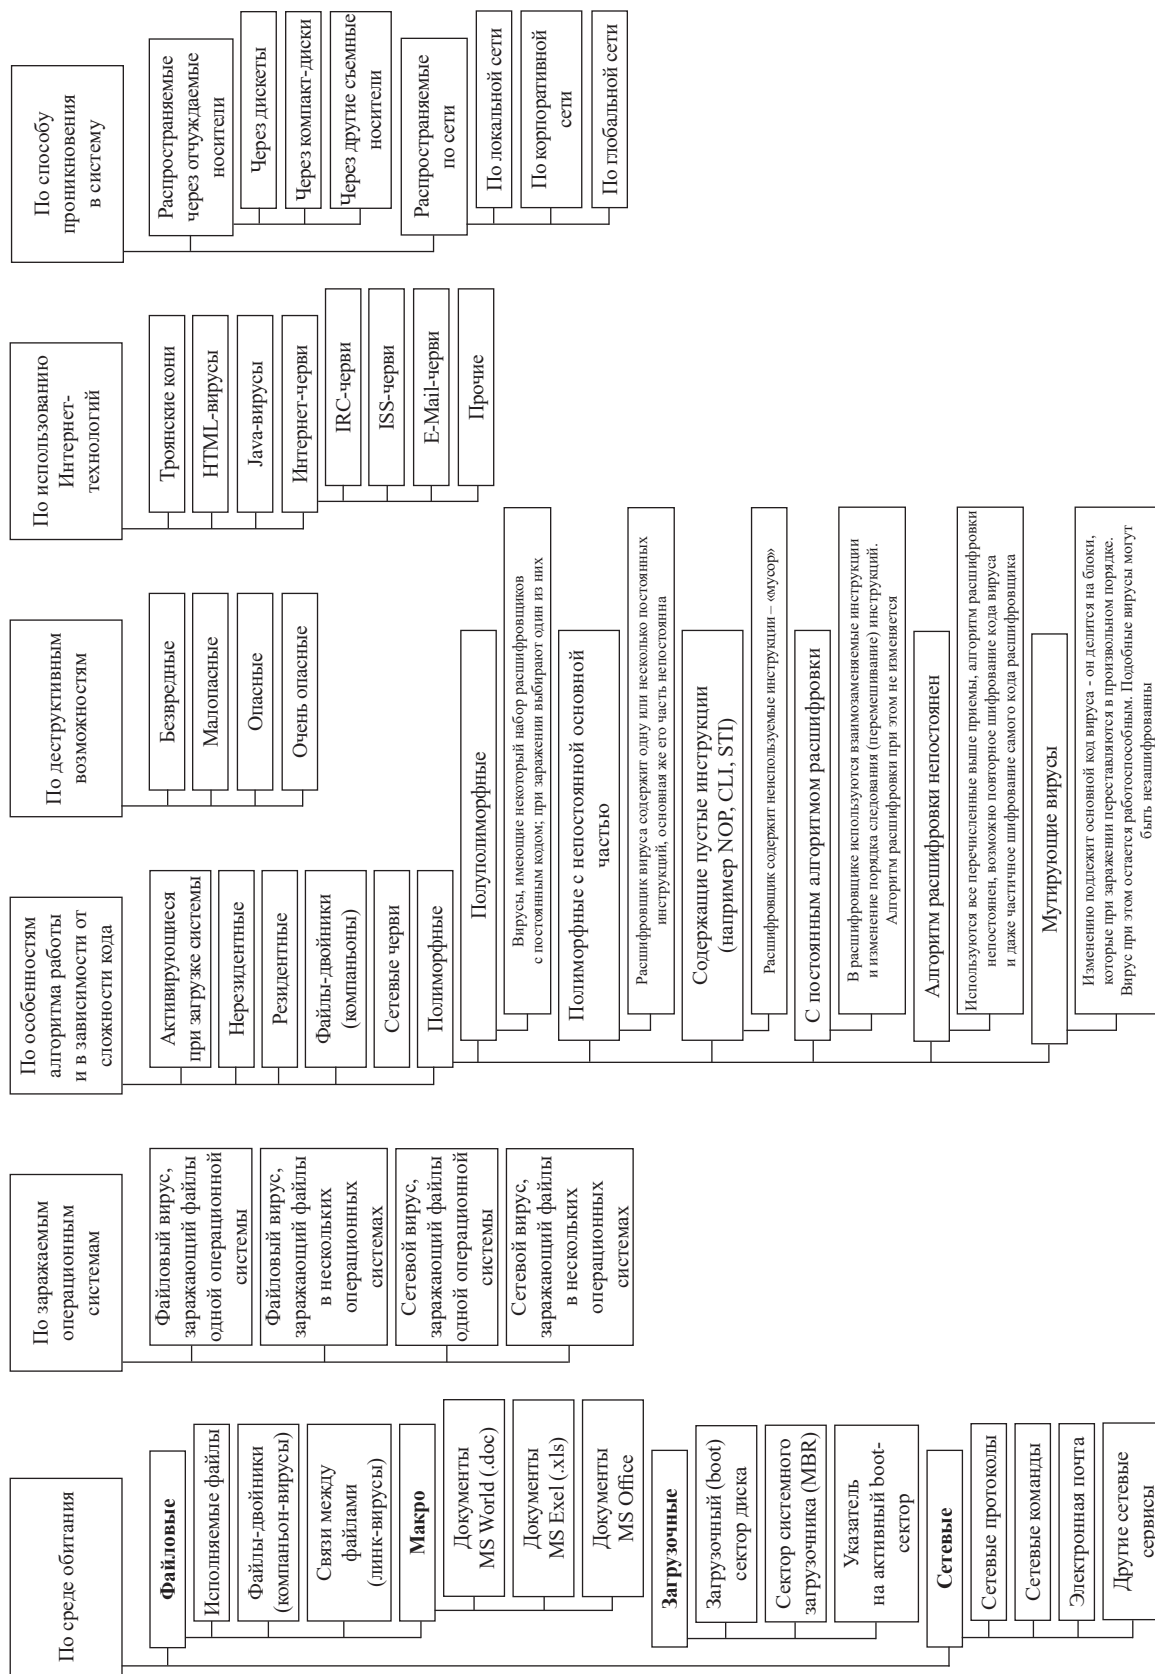 По среде обитания
Файловые
Исполняемые файлы
Файлы-двойники
(компаньон-вирусы)
Связи между
файлами
(линк-вирусы)
Макро
Документы
MS World (.doc)
Документы
MS Exel (.xls)
Документы
MS Office
Загрузочные
Загрузочный (boot)
сектор диска
Сектор системного
загрузчика (MBR)
Указатель
на активный boot-
сектор
Сетевые
Сетевые протоколы
Сетевые команды
Электронная почта
Другие сетевые
сервисы
По заражаемым
операционным
системам
Файловый вирус,
заражающий файлы
одной операционной
системы
Файловый вирус,
заражающий файлы
в нескольких
операционных
системах
Сетевой вирус,
заражающий файлы
одной операционной
системы
Сетевой вирус,
заражающий файлы
в нескольких
операционных
системах
По особенностям
алгоритма работы
и в зависимости от
сложности кода
Активирующиеся
при загрузке системы
Нерезидентные
Резидентные
Файлы-двойники
(компаньоны)
Сетевые черви
Полиморфные
Полуполиморфные
Вирусы, имеющие некоторый набор расшифровщиков
с постоянным кодом; при заражении выбирают один из них
Полиморфные с непостоянной основной
частью
Расшифровщик вируса содержит одну или несколько постоянных
инструкций, основная же его часть непостоянна
Содержащие пустые инструкции
(например NOP, CLI, STI)
Расшифровщик содержит неиспользуемые инструкции – «мусор»
С постоянным алгоритмом расшифровки
В расшифровщике используются взаимозаменяемые инструкции
и изменение порядка следования (перемешивание) инструкций.
Алгоритм расшифровки при этом не изменяется
Алгоритм расшифровки непостоянен
Используются все перечисленные выше приемы, алгоритм расшифровки
непостоянен, возможно повторное шифрование кода вируса
и даже частичное шифрование самого кода расшифровщика
Мутирующие вирусы
Изменению подлежит основной код вируса - он делится на блоки,
которые при заражении переставляются в произвольном порядке.
Вирус при этом остается работоспособным. Подобные вирусы могут
быть незашифрованны
По деструктивным
возможностям
Безвредные
Малопасные
Опасные
Очень опасные
По использованию
Интернет-
технологий
Троянские кони
HTML-вирусы
Java-вирусы
Интернет-черви
IRC-черви
ISS-черви
E-Mail-черви
Прочие
По способу
проникновения
в систему
Распространяемые
через отчуждаемые
носители
Через дискеты
Через компакт-диски
Через другие съемные
носители
Распространяемые
по сети
По локальной сети
По корпоративной
сети
По глобальной сети